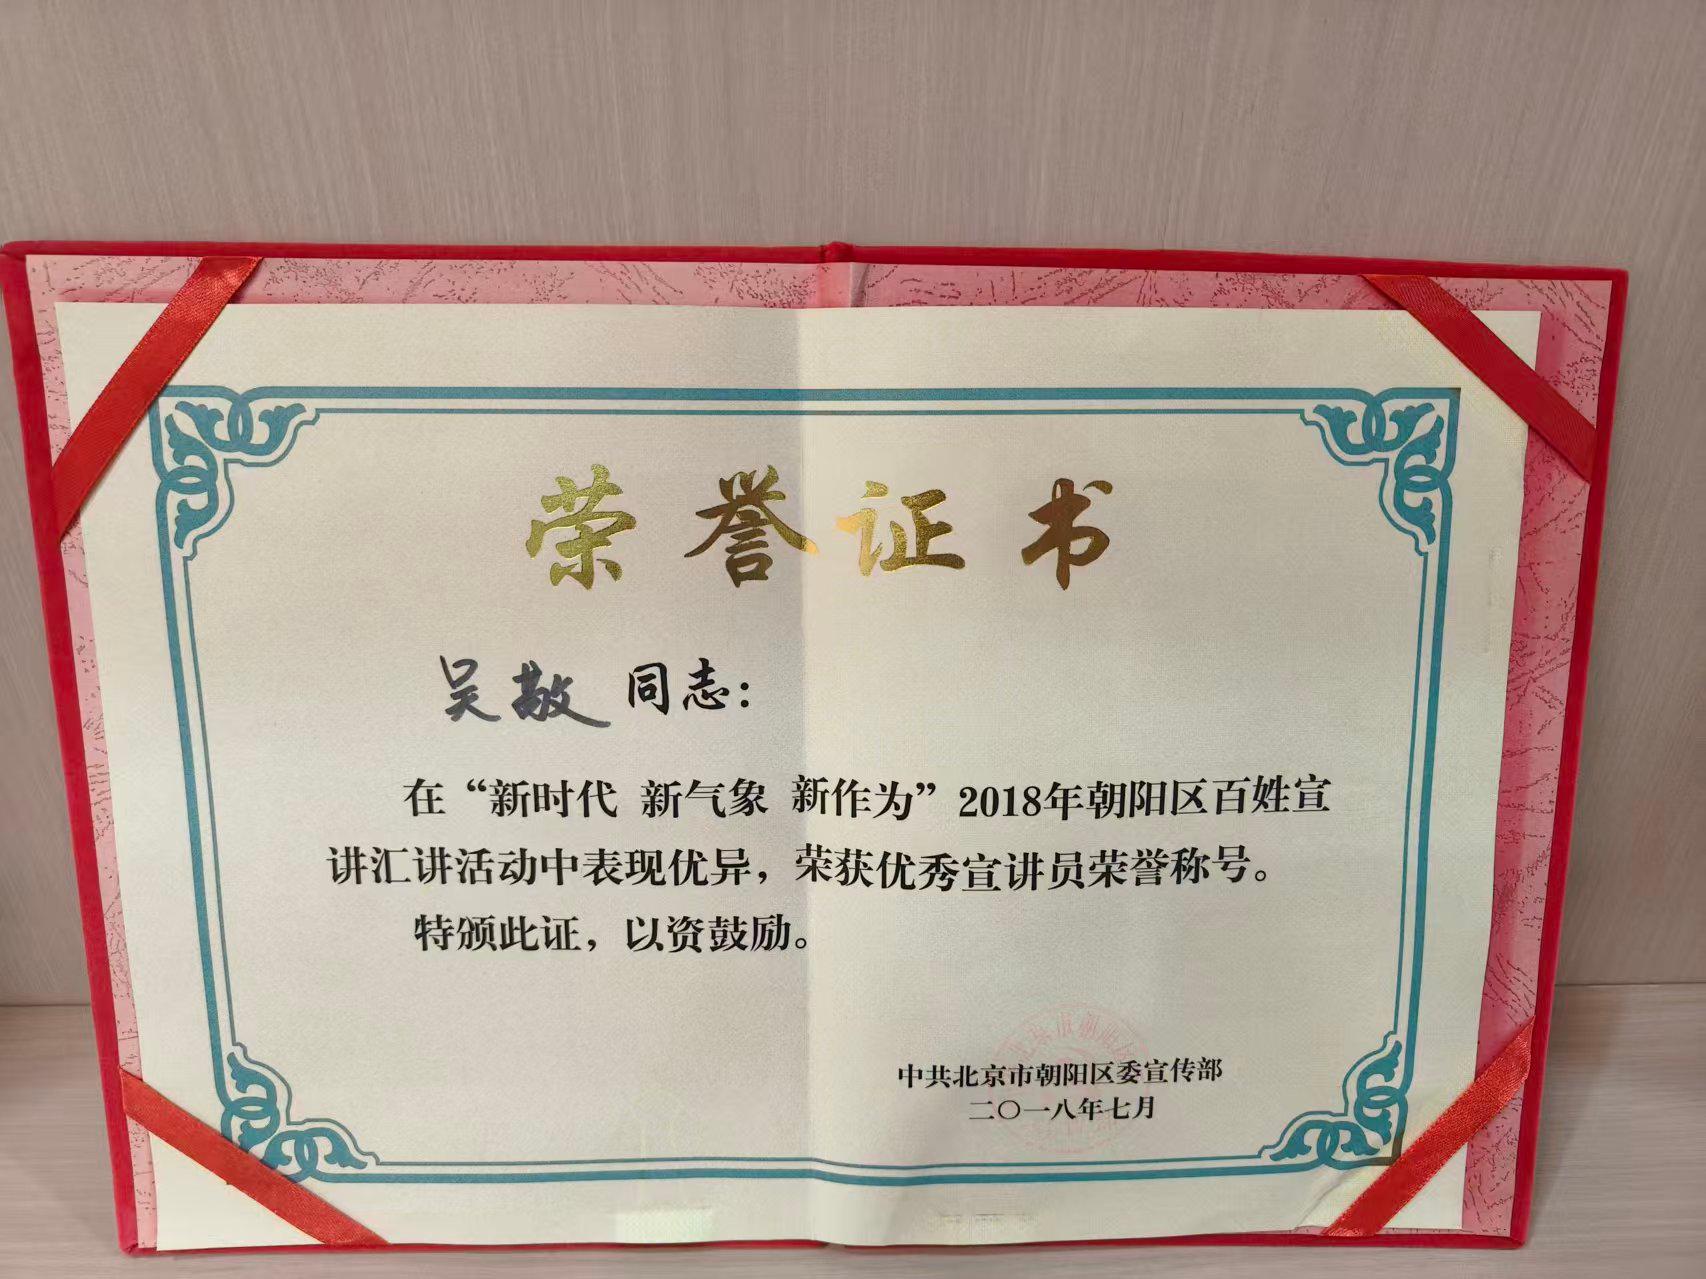 荣誉证书
吴敬 同志：
在“新时代 新气象 新作为”2018年朝阳区百姓宣
讲汇讲活动中表现优异，荣获优秀宣讲员荣誉称号。
特颁此证，以资鼓励。
中共北京市朝阳区委宣传部
二〇一八年七月